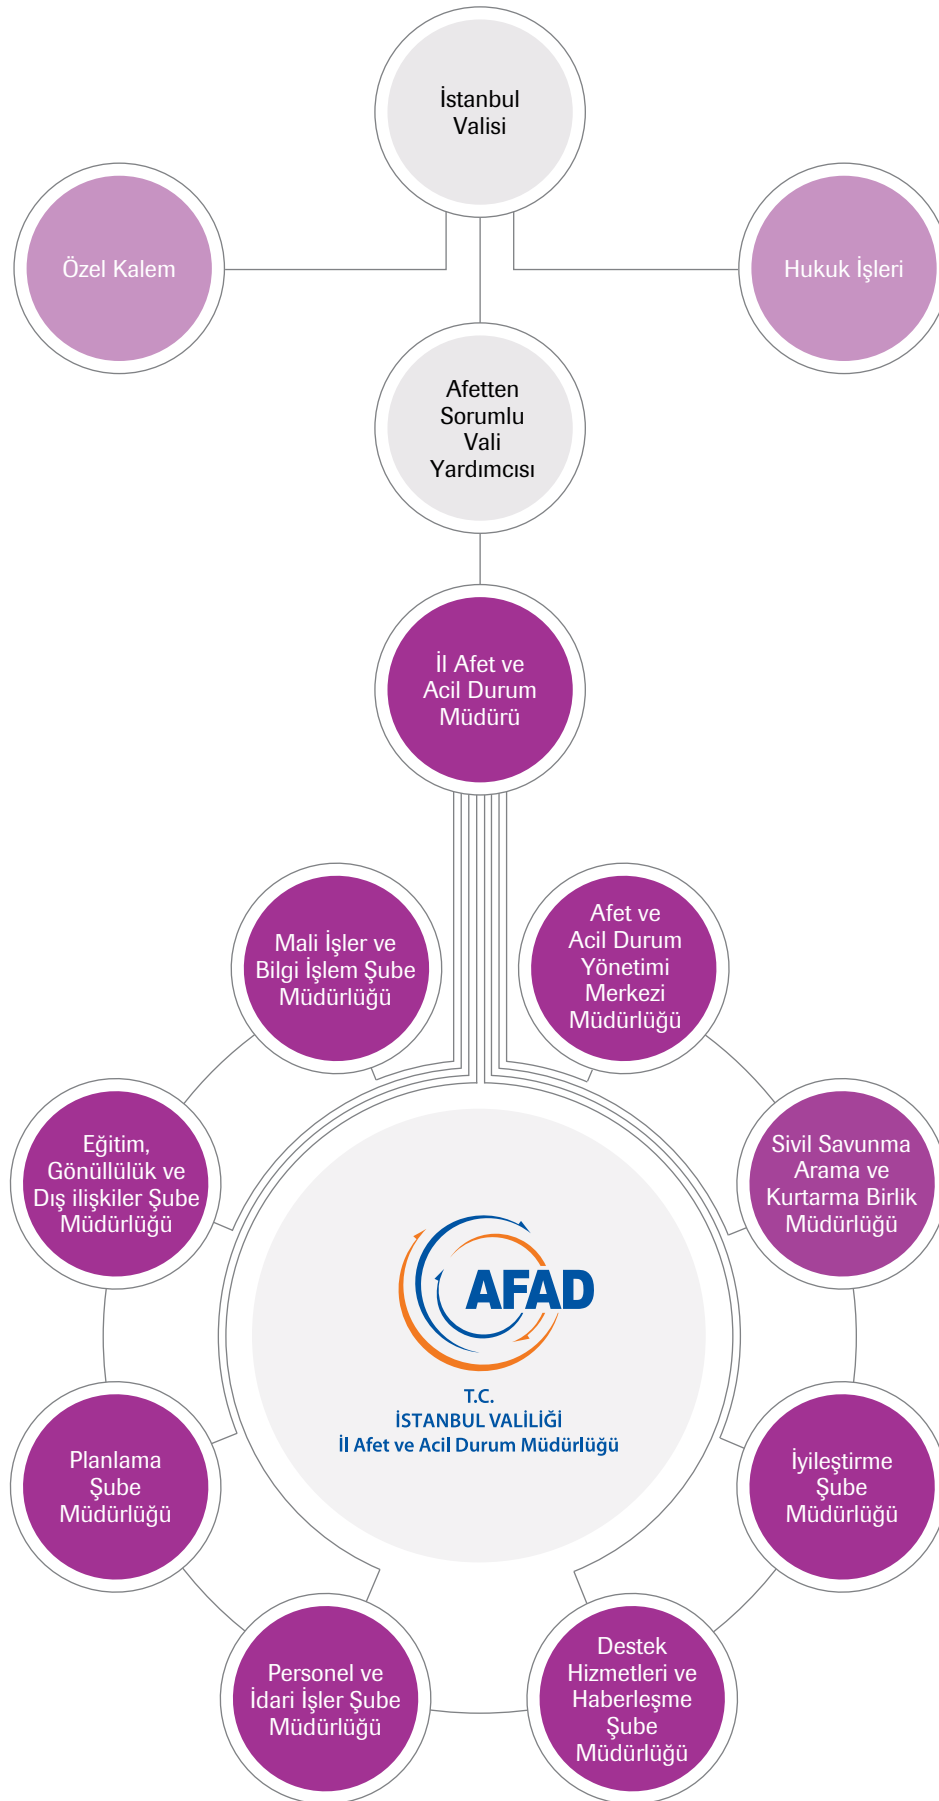 İstanbul
Valisi
Özel Kalem
Hukuk İşleri
Afetten
Sorumlu
Vali
Yardımcısı
İl Afet ve
Acil Durum
Müdürü
Mali İşler ve
Bilgi İşlem Şube
Müdürlüğü
Afet ve
Acil Durum
Yönetimi
Merkezi
Müdürlüğü
Eğitim,
Gönüllülük ve
Dış ilişkiler Şube
Müdürlüğü
Sivil Savunma
Arama ve
Kurtarma Birlik
Müdürlüğü
AFAD
T.C.
İSTANBUL VALİLİĞİ
İl Afet ve Acil Durum Müdürlüğü
Planlama
Şube
Müdürlüğü
İyileştirme
Şube
Müdürlüğü
Personel ve
İdari İşler Şube
Müdürlüğü
Destek
Hizmetleri ve
Haberleşme
Şube
Müdürlüğü